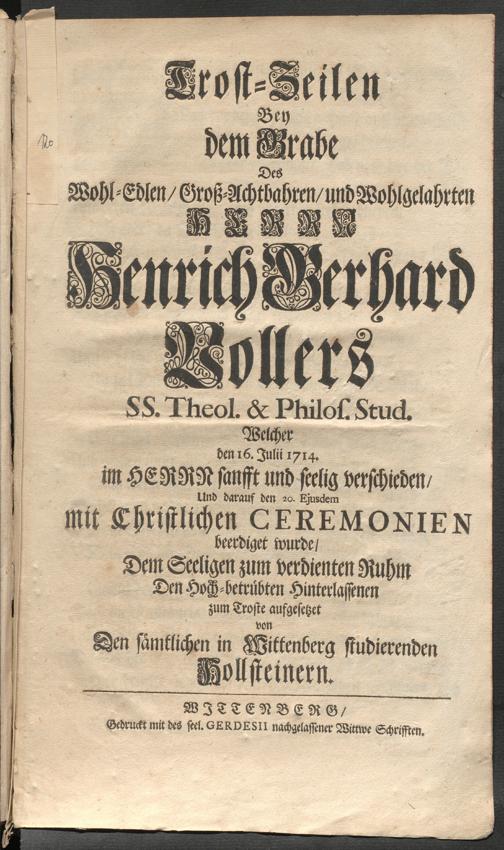 Trost-Zeilen
Bey
dem Grabe
Des
Wohl-Edlen/ Groß-Achtbahren/ und Wohlgelahrten
HERRN
Henrich Gerhard
Vollers
SS. Theol. & Philos. Stud.
Welcher
den 16. Julii 1714.
im HERRN sanfft und seelig verschieden/
Und darauf den 20. Ejusdem
mit Christlichen CEREMONIEN
beerdiget wurde/
Dem Seeligen zum verdienten Ruhm
Den Hoch-betrübten Hinterlassenen
zum Troste aufgesetzet
von
Den sämtlichen in Wittenberg studierenden
Hollsteinern.
WITTENBERG/
Gedruckt mit des seel. GERDESII nachgelassener Wittwe Schrifften.